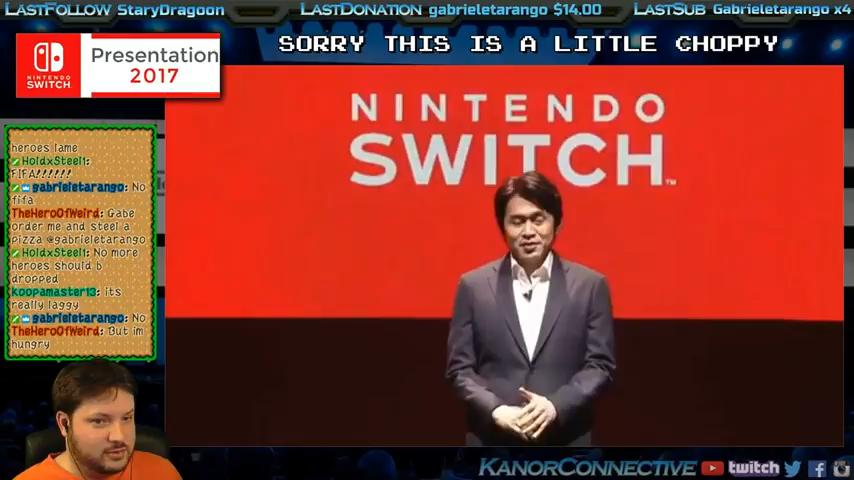 LASTFOLLOW StaryDragoon LASTDONATION gabrieletarango $14.00 LASTSUB Gabrieletarango x4
SORRY THIS IS A LITTLE CHOPPY
Presentation
2017
NINTENDO
SWITCH
NINTENDO
SWITCH
heroes lame
HoldxSteel1:
FIFA!!!!!!
gabrieletarango: No
fifa
TheHeroOfWeird: Gabe
order me and steel a
pizza @gabrieletarango
HoldxSteel1: No more
heroes should b
dropped
koopamaster13: its
really laggy
gabrieletarango: No
TheHeroOfWeird: But im
hungry
KANORCONNECTIVE twitch